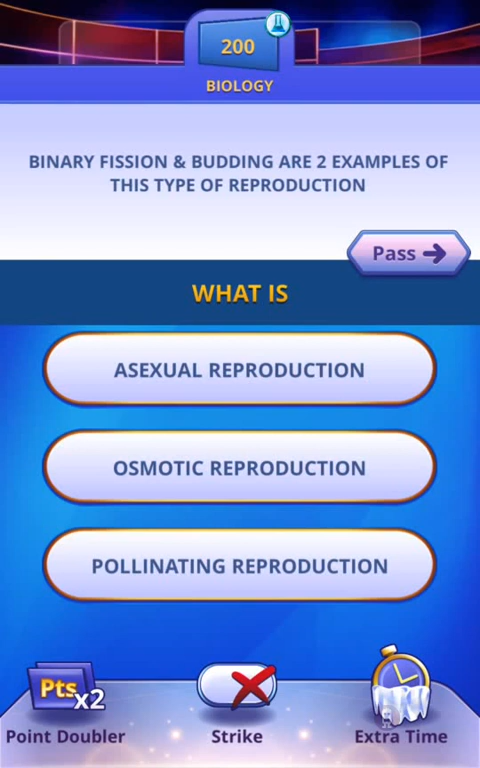 200
BIOLOGY
BINARY FISSION & BUDDING ARE 2 EXAMPLES OF
THIS TYPE OF REPRODUCTION
Pass
WHAT IS
ASEXUAL REPRODUCTION
OSMOTIC REPRODUCTION
POLLINATING REPRODUCTION
Pts x2
Point Doubler
Strike
Extra Time